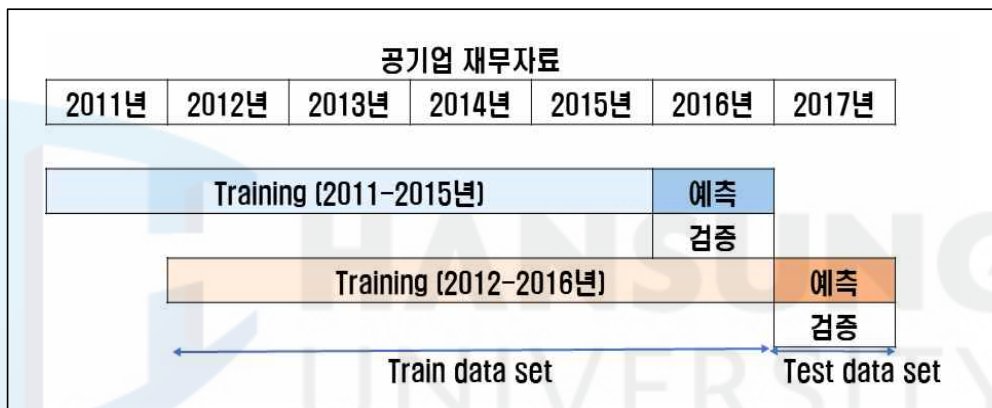 공기업 재무자료
2011년 2012년 2013년 2014년 2015년 2016년 2017년
Training (2011-2015년) 예측
검증
Training (2012-2016년) 예측
검증
Train data set Test data set
HANSUNG
UNIVERSITY